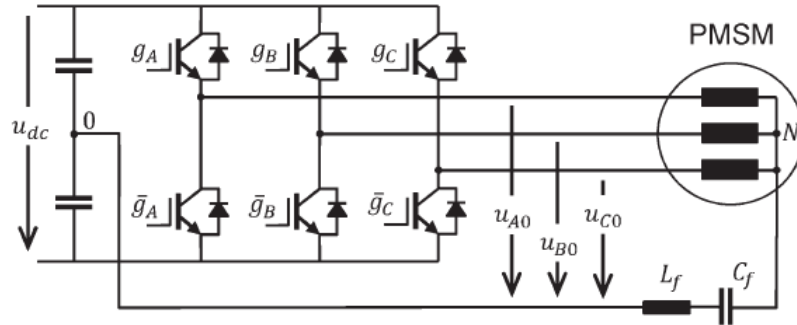 PMSM
g_A
g_B
g_C
0
u_dc
N
ḡ_A
ḡ_B
ḡ_C
u_A0
u_B0
u_C0
L_f
C_f